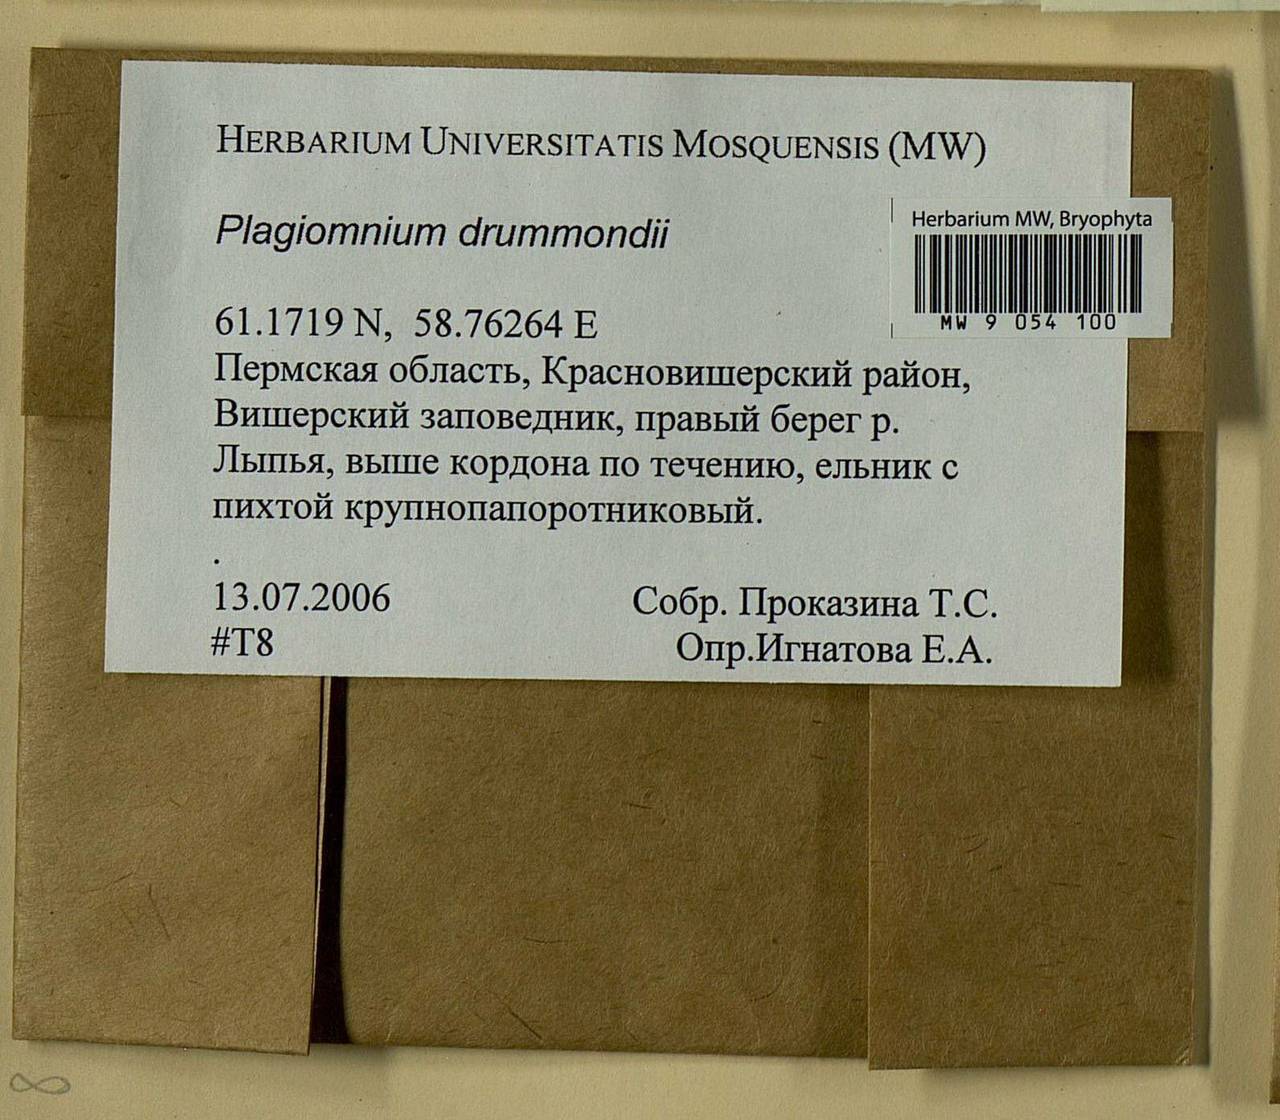 HERBARIUM UNIVERSITATIS MOSQUENSIS (MW)
Plagiomnium drummondii
Herbarium MW, Bryophyta
MW 9 054 100
61.1719 N, 58.76264 E
Пермская область, Красновишерский район,
Вишерский заповедник, правый берег р.
Лыпья, выше кордона по течению, ельник с
пихтой крупнопапоротниковый.
.
13.07.2006 Собр. Проказина Т.С.
#Т8 Опр.Игнатова Е.А.